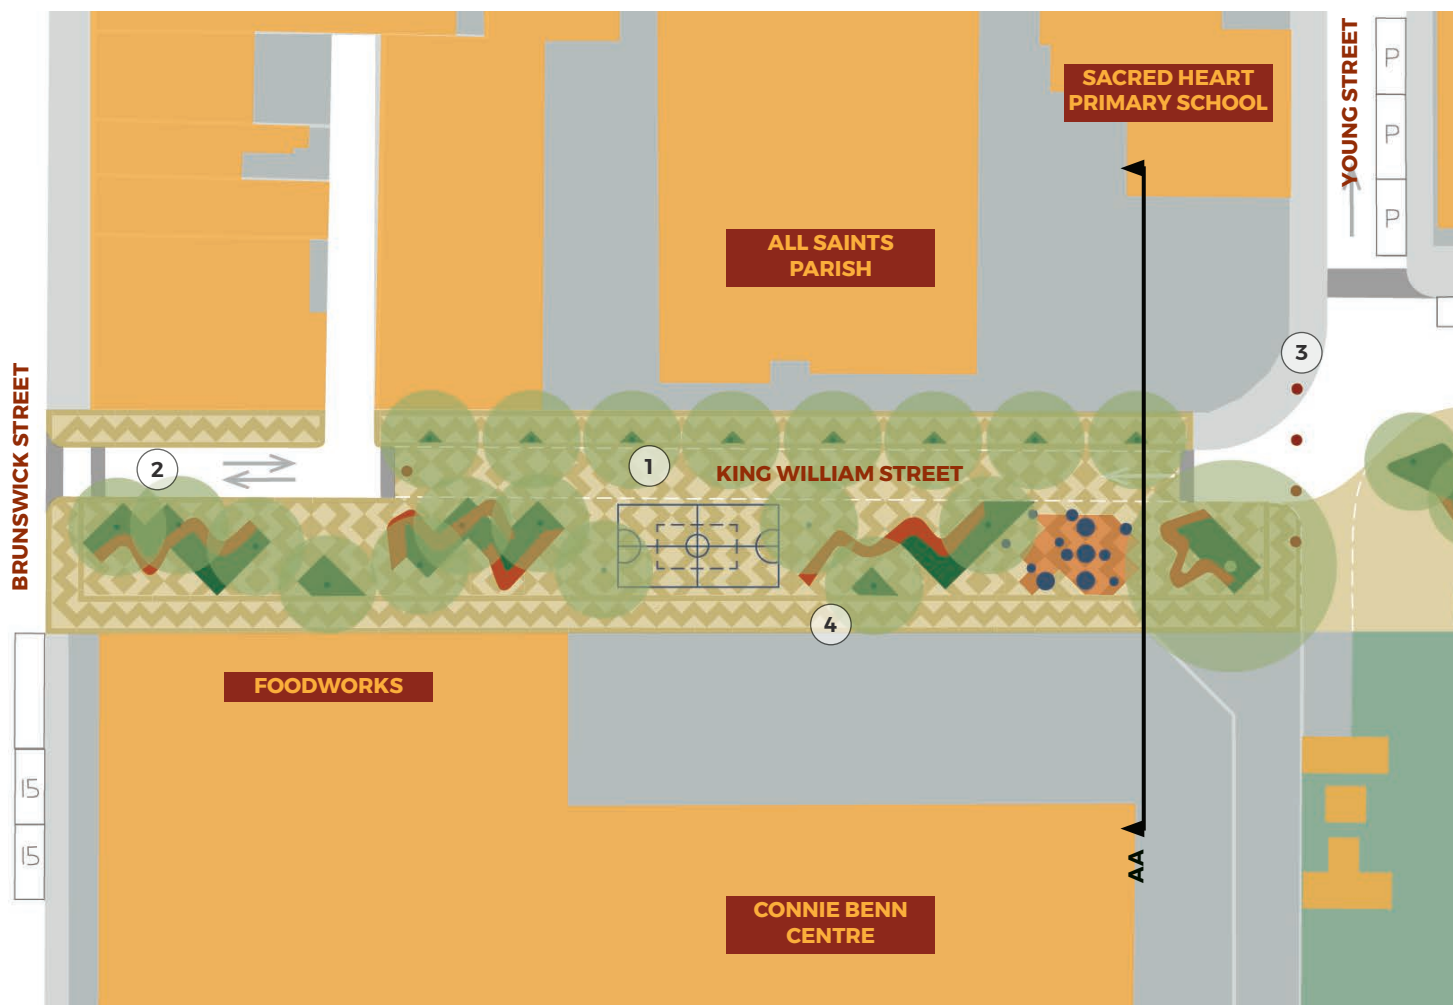 SACRED HEART
PRIMARY SCHOOL
YOUNG STREET
P
P
P
ALL SAINTS
PARISH
3
BRUNSWICK STREET
2
1
KING WILLIAM STREET
4
FOODWORKS
15
15
AA
CONNIE BENN
CENTRE